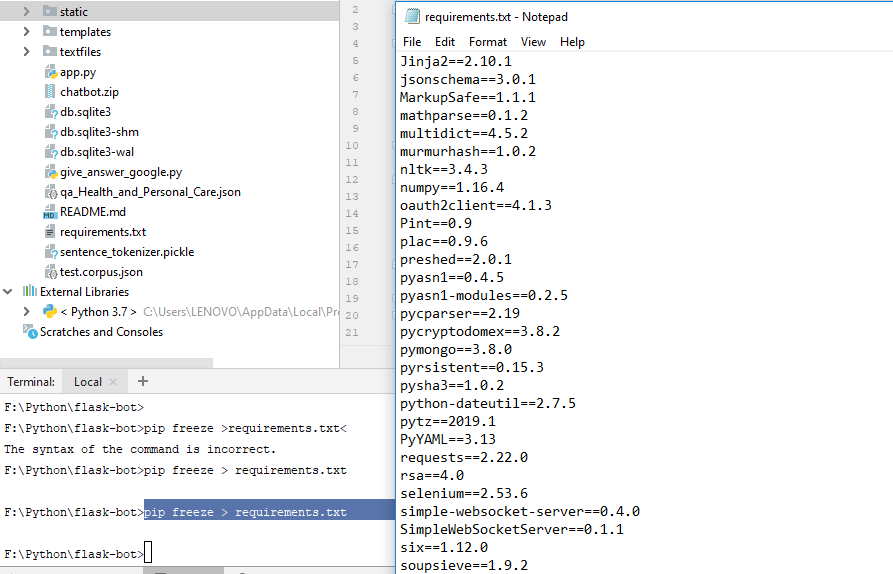 static
templates
textfiles
app.py
chatbot.zip
db.sqlite3
db.sqlite3-shm
db.sqlite3-wal
give_answer_google.py
qa_Health_and_Personal_Care.json
README.md
requirements.txt
sentence_tokenizer.pickle
test.corpus.json
External Libraries
< Python 3.7 > C:\Users\LENOVO\AppData\Local\Pr
Scratches and Consoles
2
3
4
5
6
7
8
9
10
11
12
13
14
15
16
17
18
19
20
21
Terminal: Local × +
F:\Python\flask-bot>
F:\Python\flask-bot>pip freeze >requirements.txt<
The syntax of the command is incorrect.
F:\Python\flask-bot>pip freeze > requirements.txt
F:\Python\flask-bot>pip freeze > requirements.txt
F:\Python\flask-bot>
requirements.txt - Notepad
File Edit Format View Help
Jinja2==2.10.1
jsonschema==3.0.1
MarkupSafe==1.1.1
mathparse==0.1.2
multidict==4.5.2
murmurhash==1.0.2
nltk==3.4.3
numpy==1.16.4
oauth2client==4.1.3
Pint==0.9
plac==0.9.6
preshed==2.0.1
pyasn1==0.4.5
pyasn1-modules==0.2.5
pycparser==2.19
pycryptodomex==3.8.2
pymongo==3.8.0
pyrsistent==0.15.3
pysha3==1.0.2
python-dateutil==2.7.5
pytz==2019.1
PyYAML==3.13
requests==2.22.0
rsa==4.0
selenium==2.53.6
simple-websocket-server==0.4.0
SimpleWebSocketServer==0.1.1
six==1.12.0
soupsieve==1.9.2